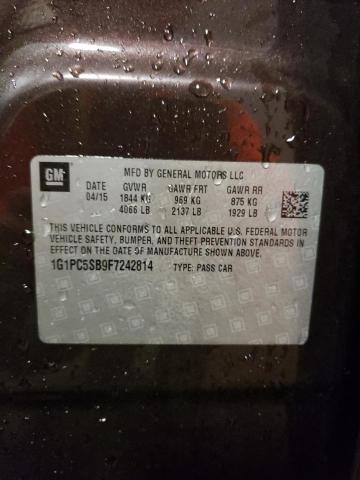 GM
MFD BY GENERAL MOTORS LLC
DATE GVWR GAWR FRT GAWR RR
04/15 1844 KG 969 KG 875 KG
4066 LB 2137 LB 1929 LB
THIS VEHICLE CONFORMS TO ALL APPLICABLE U.S. FEDERAL MOTOR
VEHICLE SAFETY, BUMPER, AND THEFT PREVENTION STANDARDS IN
EFFECT ON THE DATE OF MANUFACTURE SHOWN ABOVE.
1G1PC5SB9F7242814 TYPE: PASS CAR